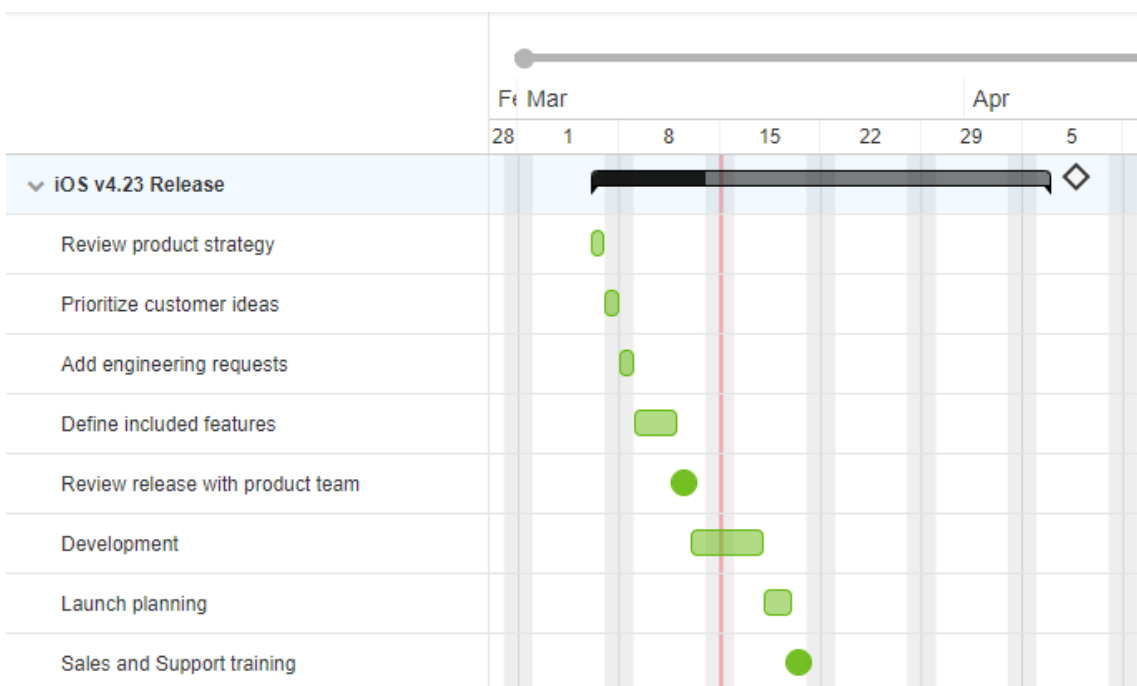 Fe Mar Apr
28 1 8 15 22 29 5
iOS v4.23 Release
Review product strategy
Prioritize customer ideas
Add engineering requests
Define included features
Review release with product team
Development
Launch planning
Sales and Support training